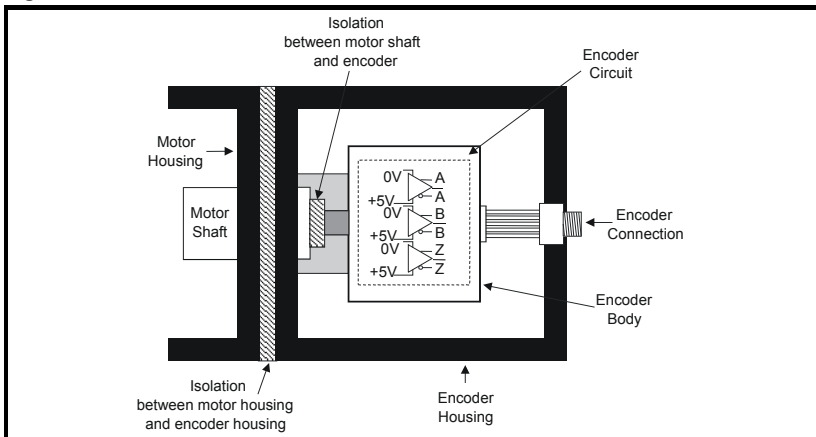 Isolation
between motor shaft
and encoder
Encoder
Circuit
Motor
Housing
Motor
Shaft
0V
A
+5V
A̅
0V
B
+5V
B̅
0V
Z
+5V
Z̅
Encoder
Connection
Encoder
Body
Isolation
between motor housing
and encoder housing
Encoder
Housing